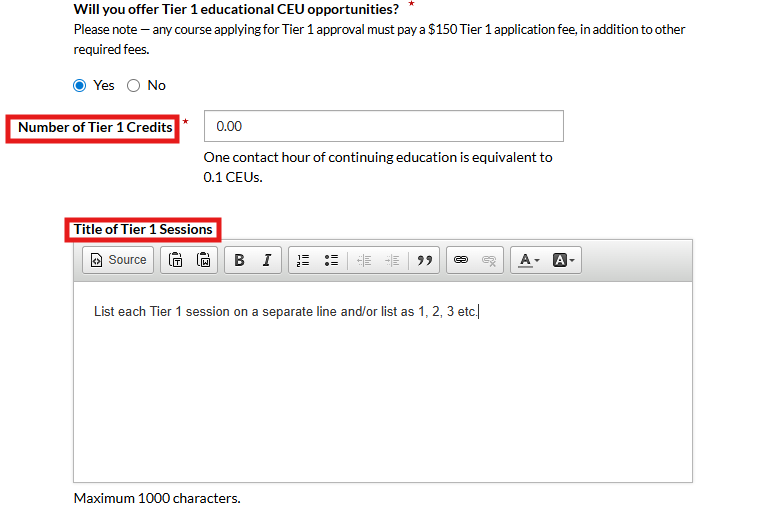 Will you offer Tier 1 educational CEU opportunities? *
Please note — any course applying for Tier 1 approval must pay a $150 Tier 1 application fee, in addition to other
required fees.
Yes No
Number of Tier 1 Credits * 0.00
One contact hour of continuing education is equivalent to
0.1 CEUs.
Title of Tier 1 Sessions
Source B I A A
List each Tier 1 session on a separate line and/or list as 1, 2, 3 etc.
Maximum 1000 characters.